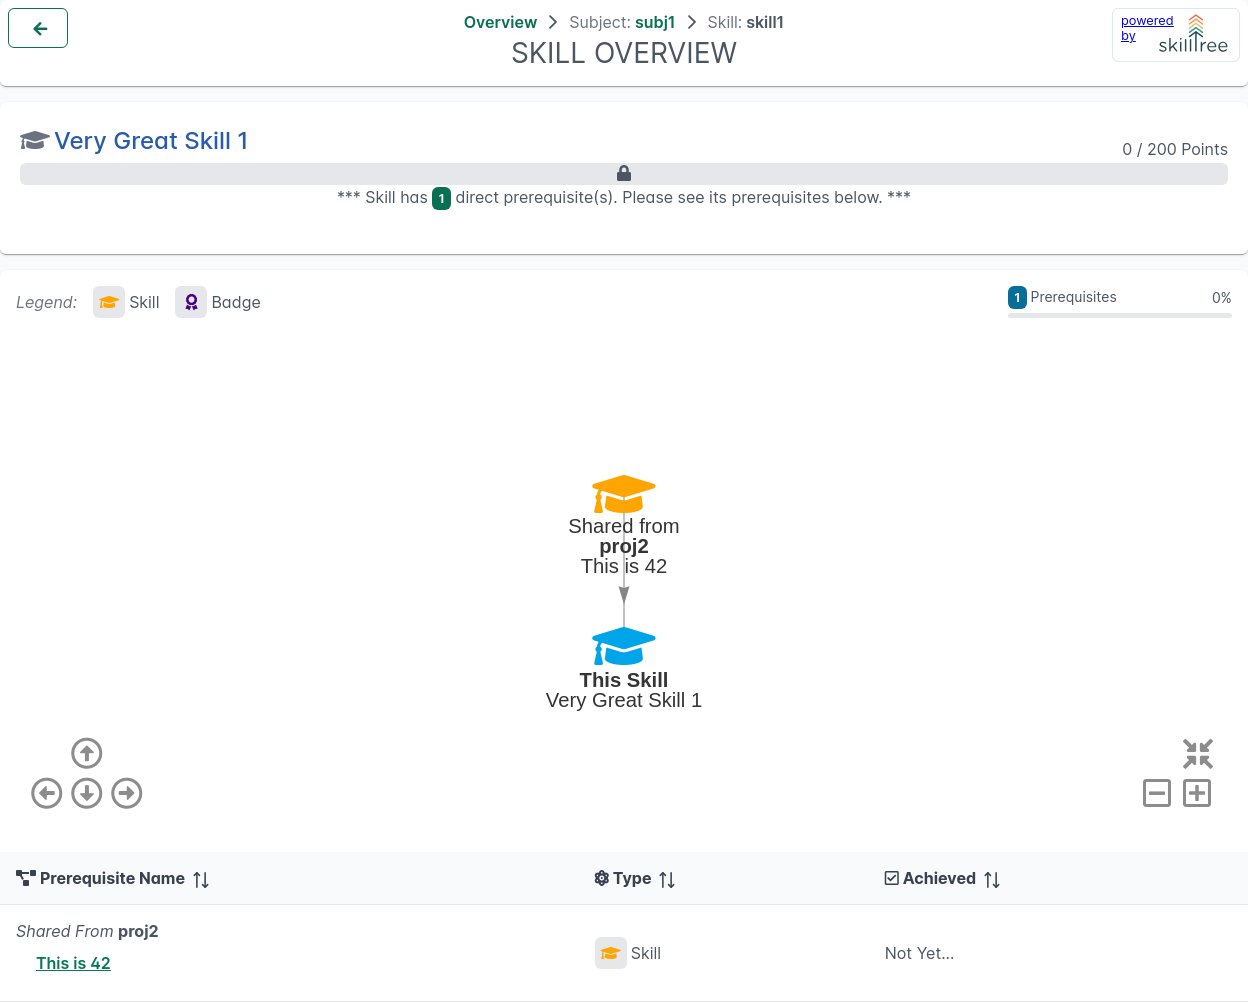 Overview > Subject: subj1 > Skill: skill1
SKILL OVERVIEW
powered
by
skilltree
Very Great Skill 1
0 / 200 Points
*** Skill has 1 direct prerequisite(s). Please see its prerequisites below. ***
Legend: Skill Badge
1 Prerequisites 0%
Shared from
proj2
This is 42
This Skill
Very Great Skill 1
Prerequisite Name Type Achieved
Shared From proj2
This is 42
Skill
Not Yet...